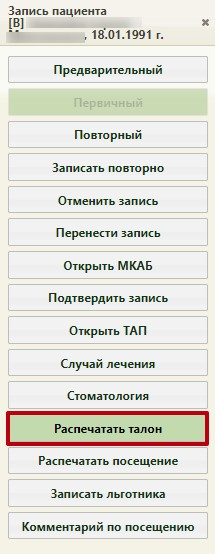 Запись пациента
[В]
, 18.01.1991 г.
Предварительный
Первичный
Повторный
Записать повторно
Отменить запись
Перенести запись
Открыть МКАБ
Подтвердить запись
Открыть ТАП
Случай лечения
Стоматология
Распечатать талон
Распечатать посещение
Записать льготника
Комментарий по посещению